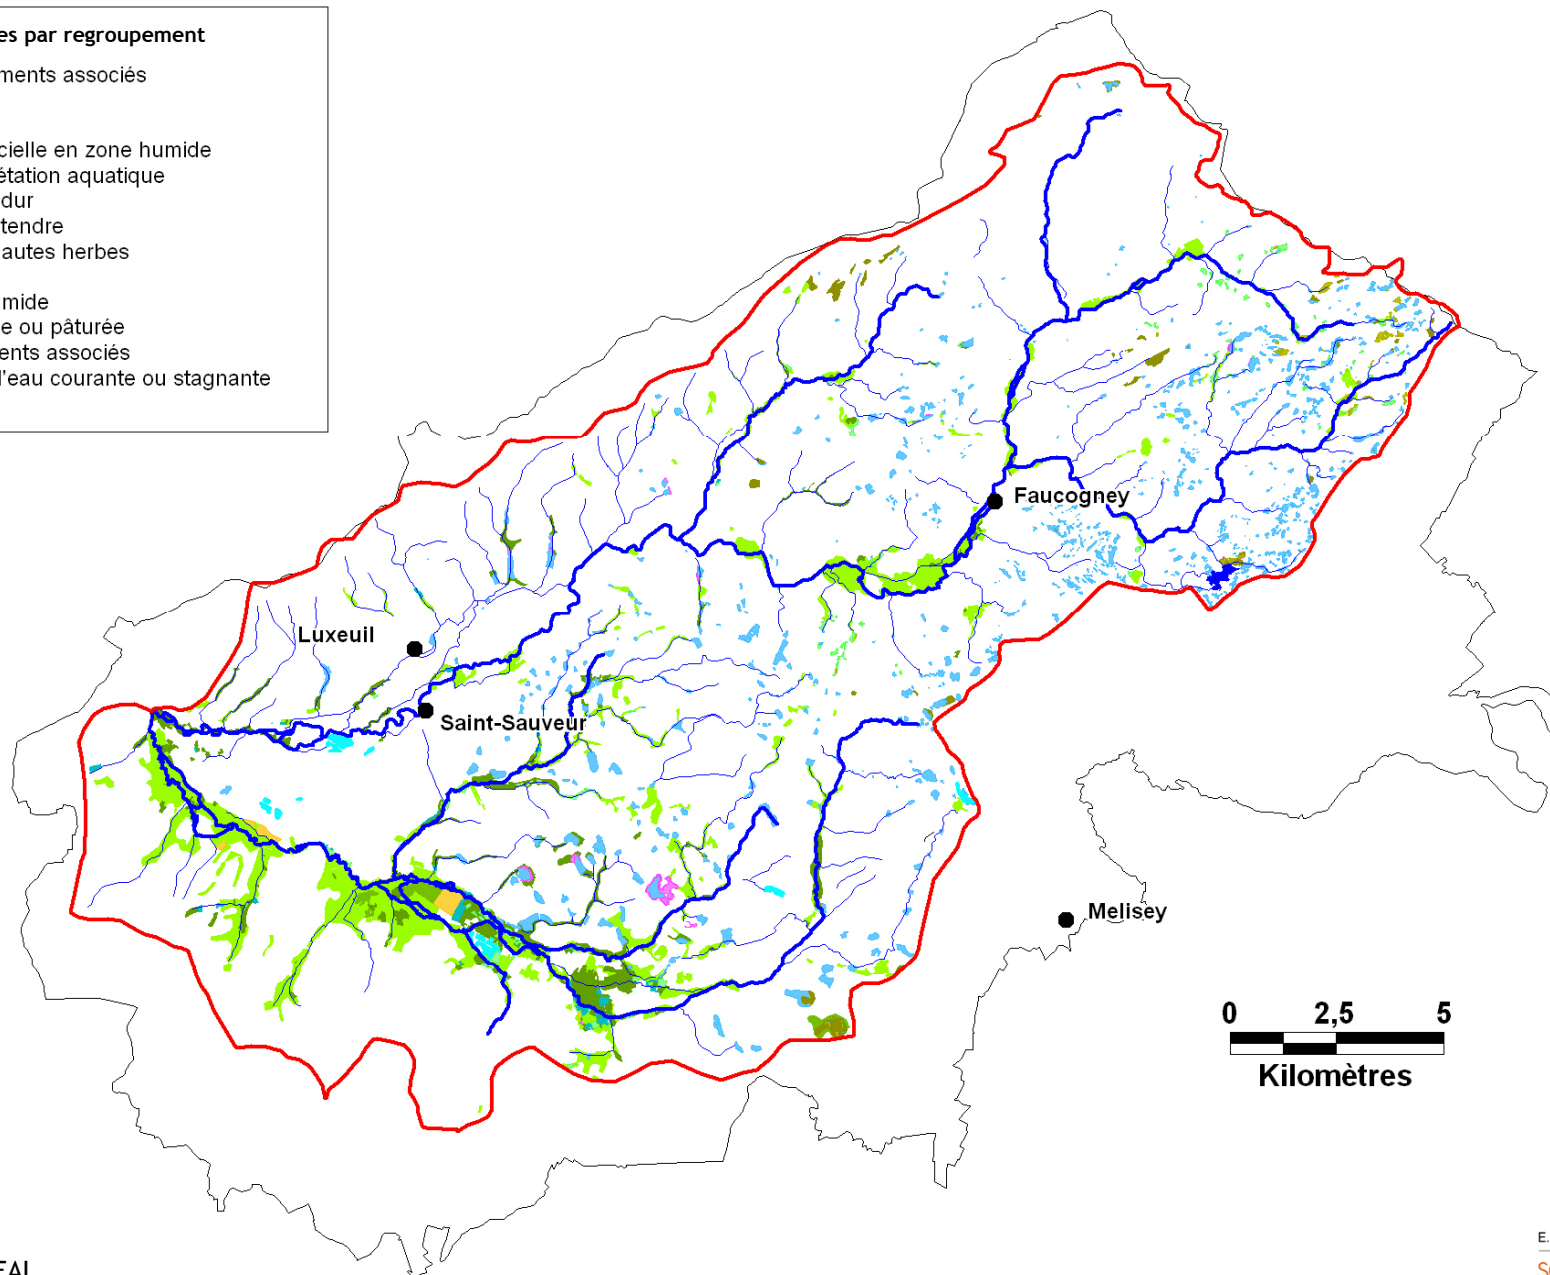 es par regroupement
ments associés
cielle en zone humide
étation aquatique
dur
tendre
autes herbes
mide
e ou pâturée
ents associés
l'eau courante ou stagnante
Faucogney
Luxeuil
Saint-Sauveur
Melisey
0 2,5 5
Kilomètres
E.
EAL